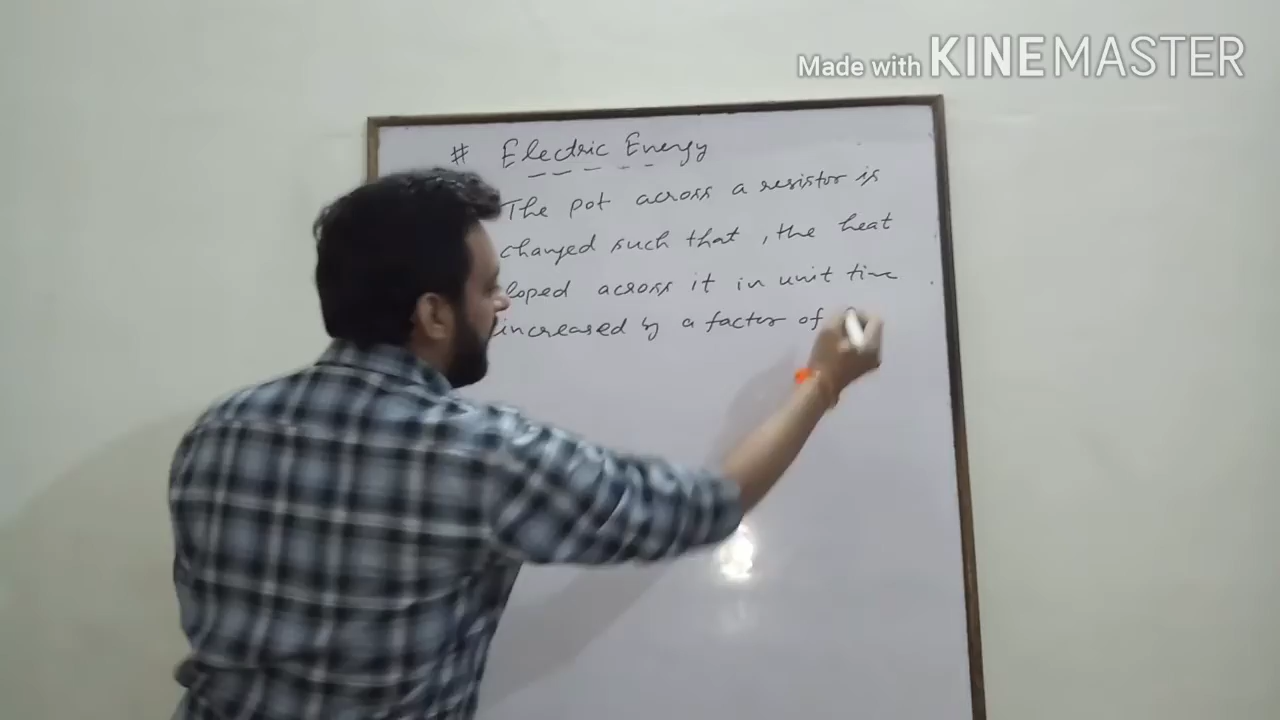 Made with KINEMASTER
# Electric Energy
The pot across a resistor is
changed such that, the heat
loped across it in unit time
increased by a factor of